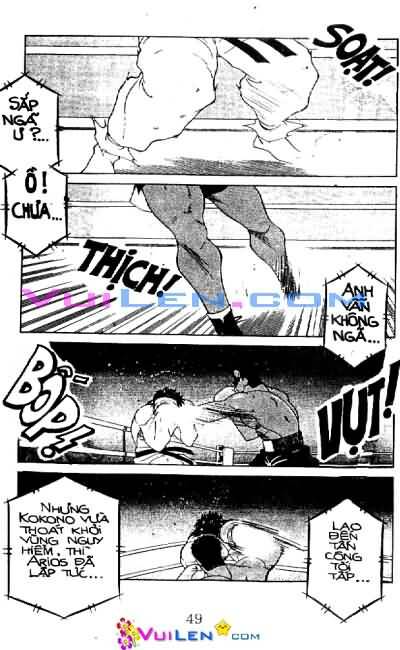 SOẠT!
SẮP
NGÃ
Ư?...
Ồ!
CHƯA...
THỊCH!
ANH
VẪN
KHÔNG
NGÃ...
VUILEN.COM
BỐP!!
VỤT!
NHƯNG
KOKONO VỪA
THOÁT KHỎI
VÙNG NGUY
HIỂM, THÌ
ARIOS ĐÃ
LẬP TỨC...
LAO
ĐẾN
TẤN
CÔNG
TỚI
TẤP...
49
VUILEN.COM